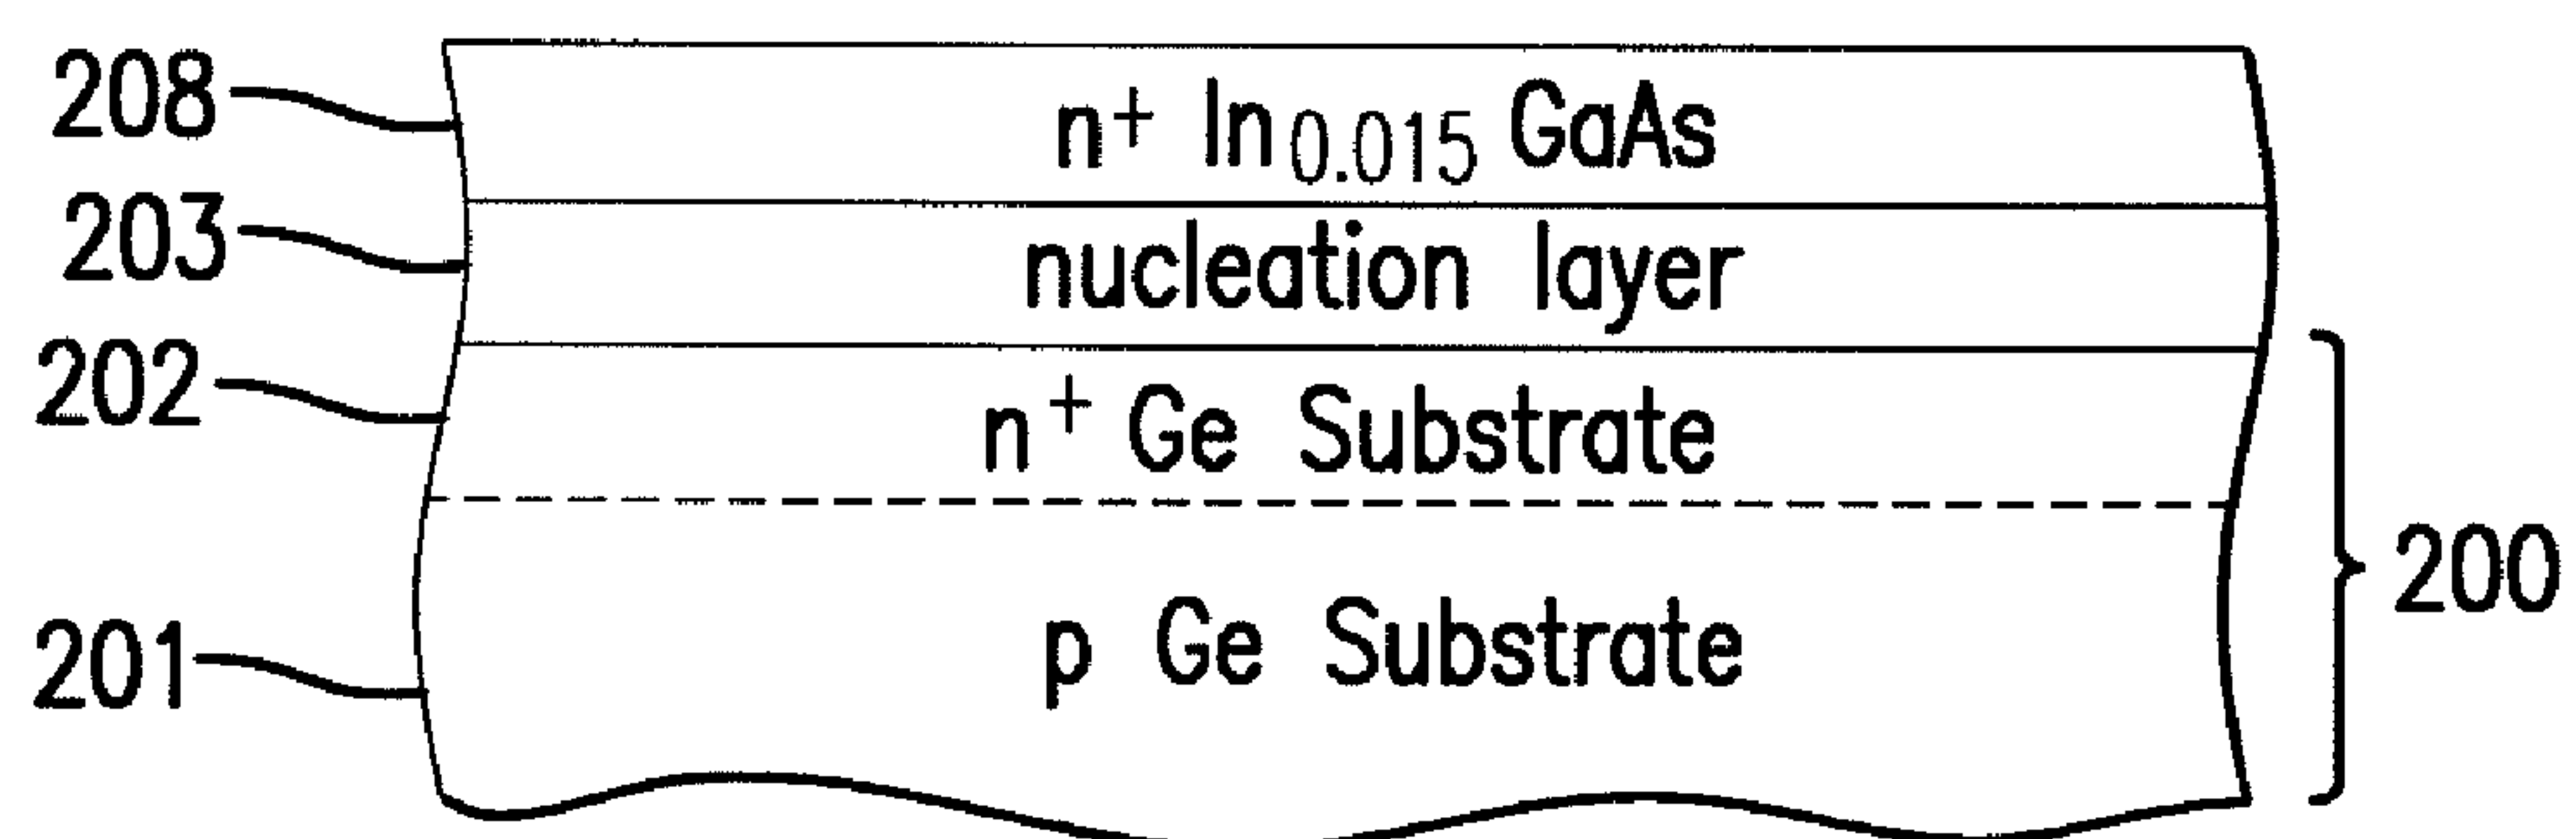 208
n+ In0.015 GaAs
203
nucleation layer
202
n+ Ge Substrate
200
201
p Ge Substrate